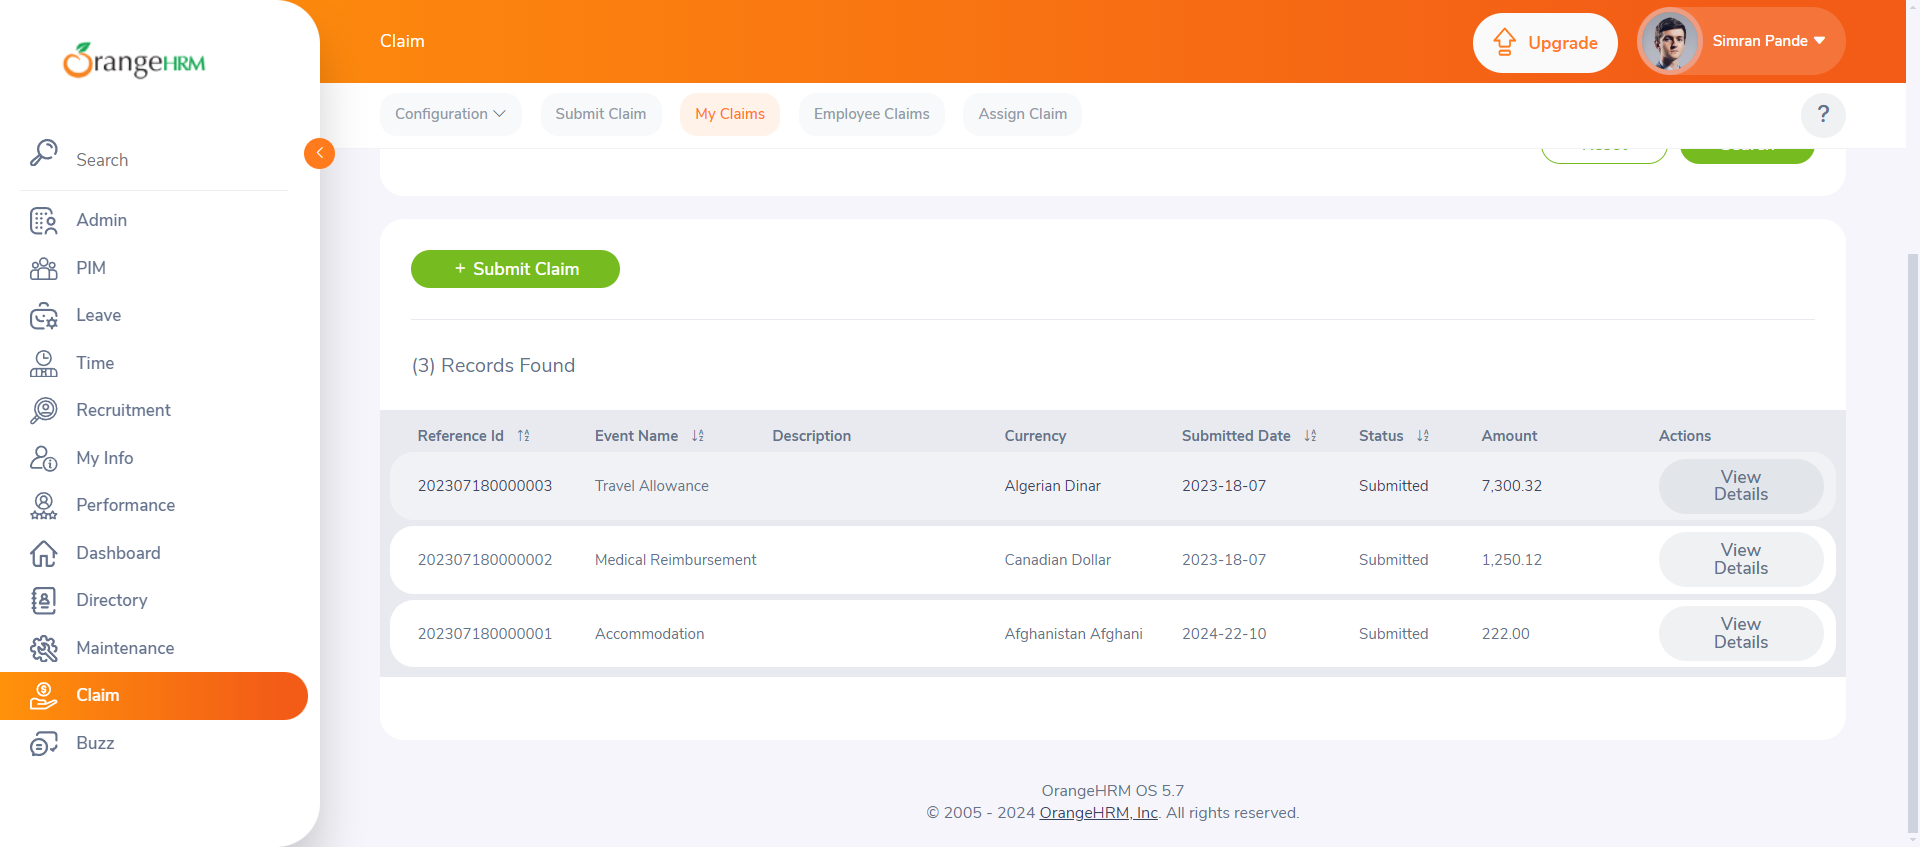 OrangeHRM
Claim
Upgrade
Simran Pande
Configuration
Submit Claim
My Claims
Employee Claims
Assign Claim
?
Search
Admin
PIM
Leave
Time
Recruitment
My Info
Performance
Dashboard
Directory
Maintenance
Claim
Buzz
+ Submit Claim
(3) Records Found
Reference Id Event Name Description Currency Submitted Date Status Amount Actions
202307180000003 Travel Allowance Algerian Dinar 2023-18-07 Submitted 7,300.32 View Details
202307180000002 Medical Reimbursement Canadian Dollar 2023-18-07 Submitted 1,250.12 View Details
202307180000001 Accommodation Afghanistan Afghani 2024-22-10 Submitted 222.00 View Details
OrangeHRM OS 5.7
© 2005 - 2024 OrangeHRM, Inc. All rights reserved.